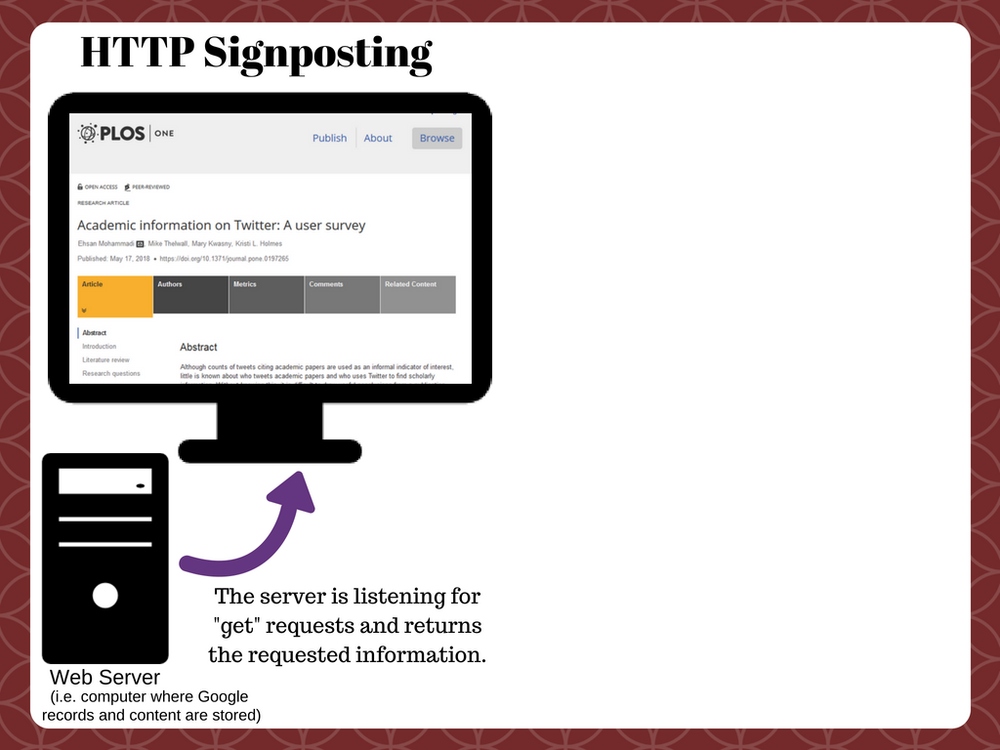 HTTP Signposting
PLOS ONE
Publish About Browse
OPEN ACCESS PEER-REVIEWED
RESEARCH ARTICLE
Academic information on Twitter: A user survey
Ehsan Mohammadi, Mike Thelwall, Mary Kwasny, Kristi L. Holmes
Published: May 17, 2018 • https://doi.org/10.1371/journal.pone.0197265
Article Authors Metrics Comments Related Content
Abstract
Introduction
Literature review
Research questions
Abstract
Although counts of tweets citing academic papers are used as an informal indicator of interest,
little is known about who tweets academic papers and who uses Twitter to find scholarly
The server is listening for
"get" requests and returns
the requested information.
Web Server
(i.e. computer where Google
records and content are stored)